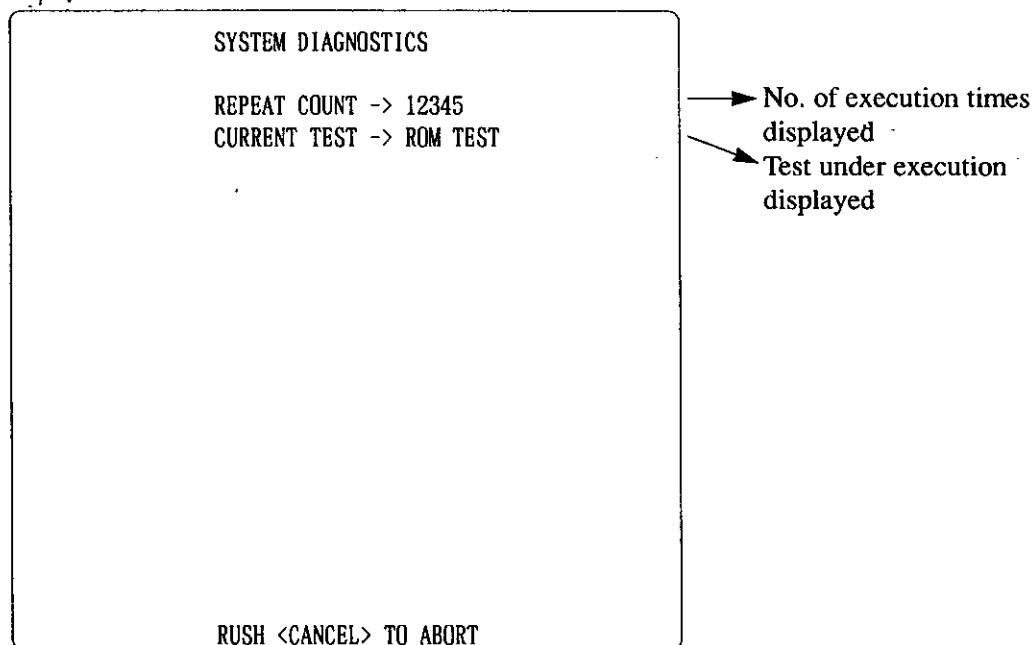 SYSTEM DIAGNOSTICS
REPEAT COUNT -> 12345
CURRENT TEST -> ROM TEST
No. of execution times
displayed
Test under execution
displayed
RUSH <CANCEL> TO ABORT